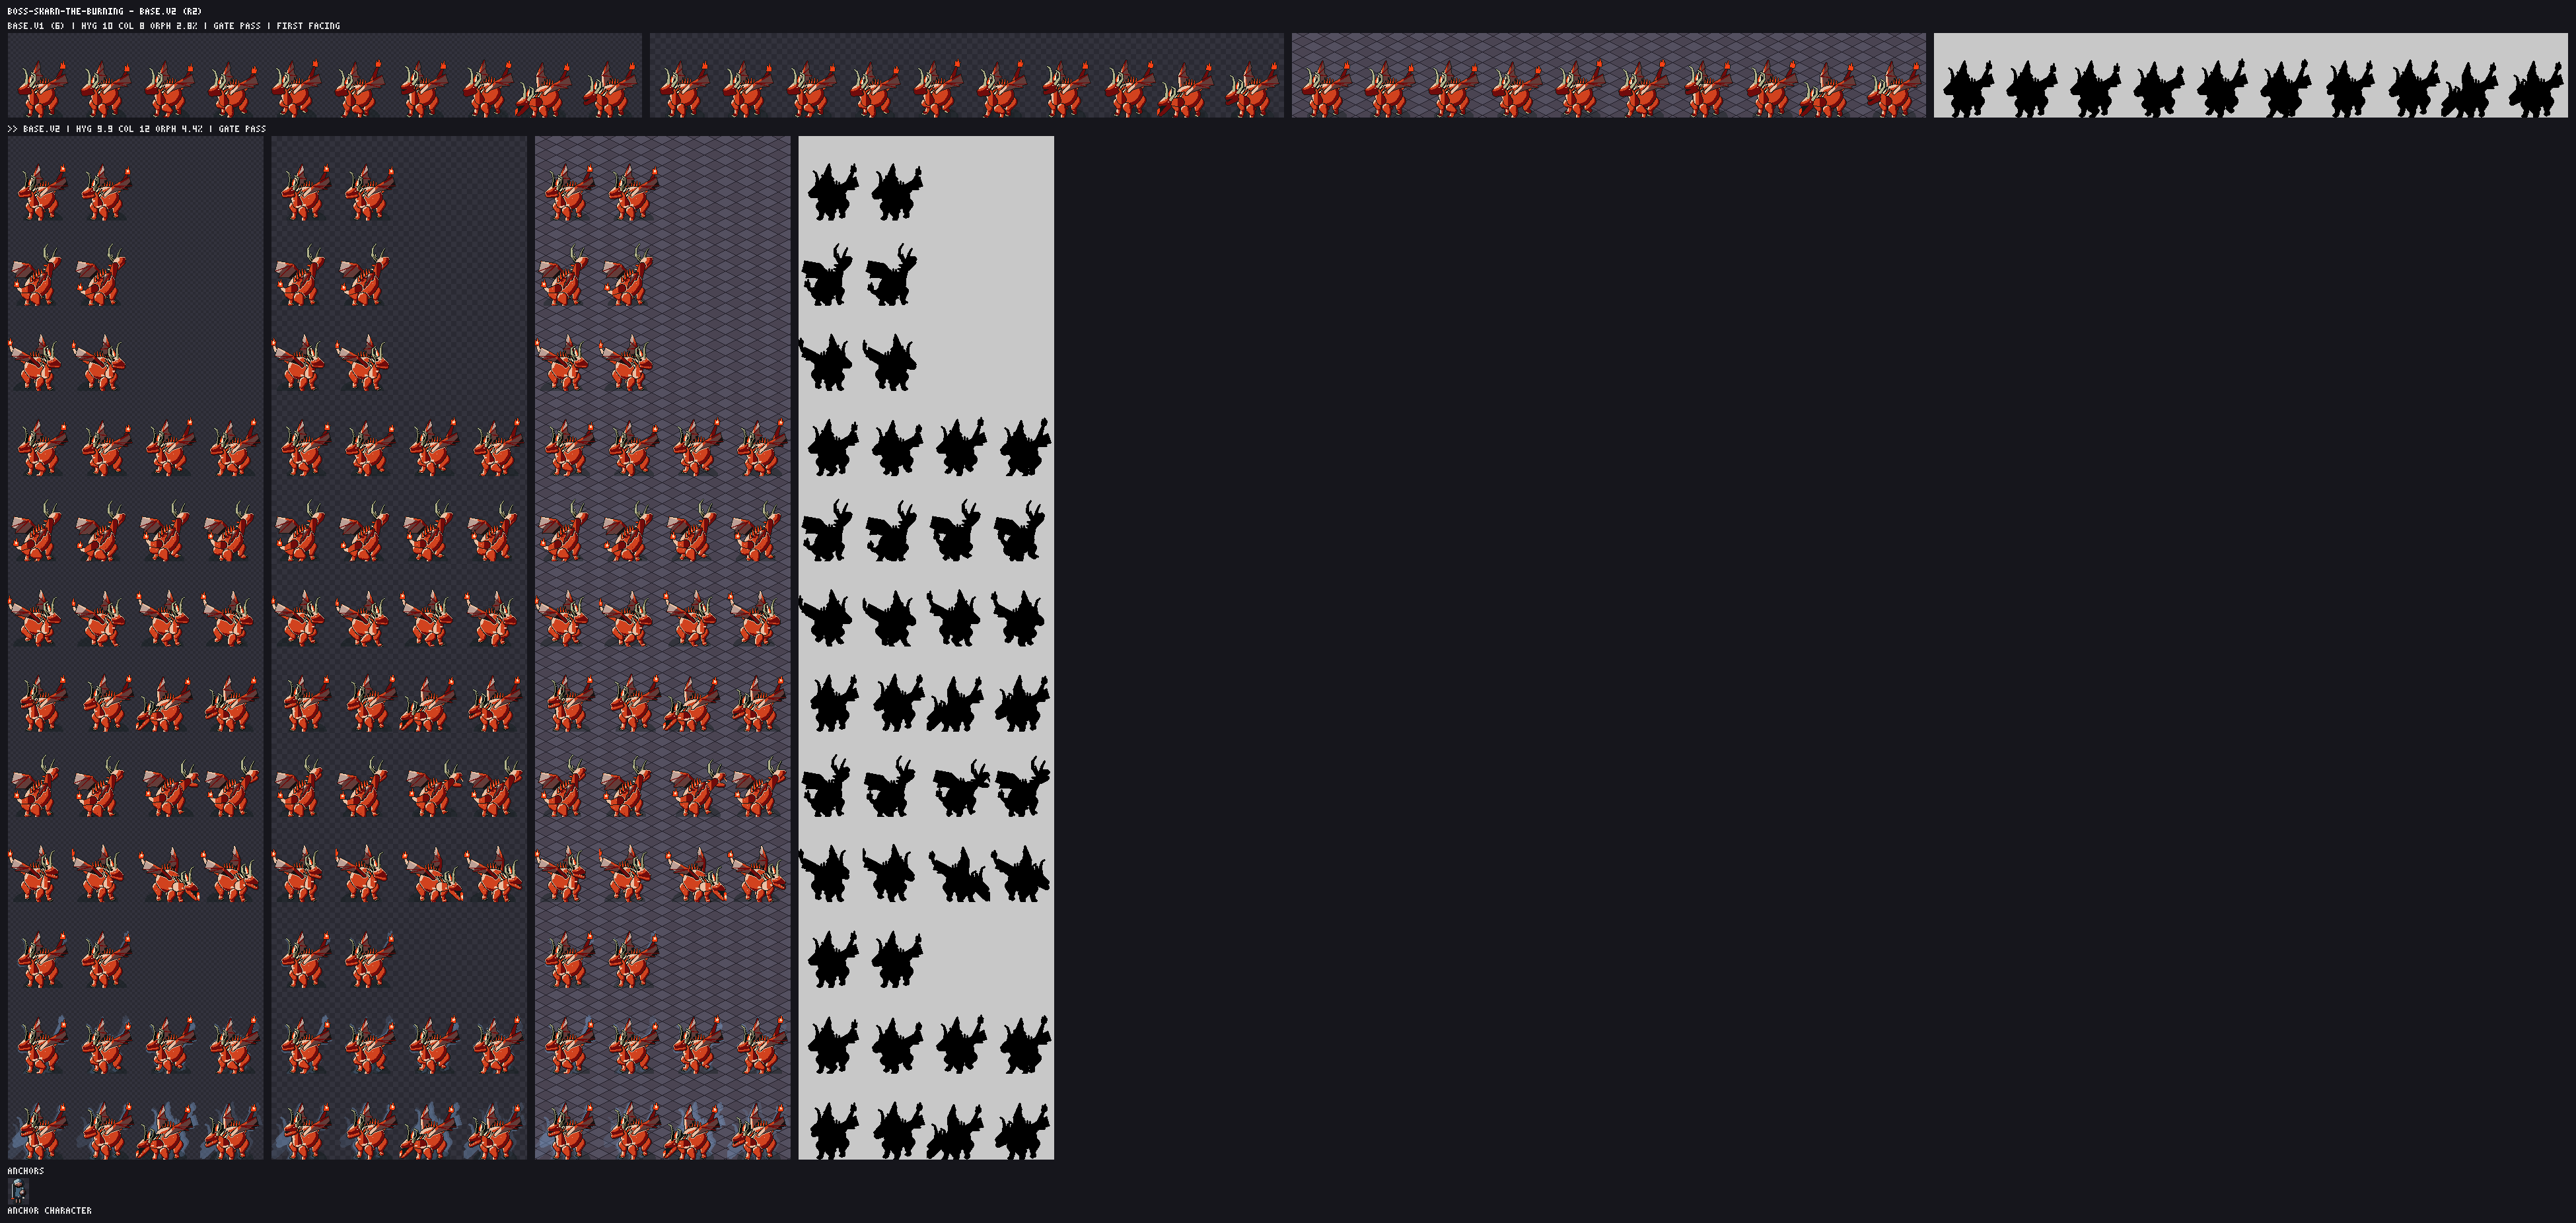 BOSS-SKARN-THE-BURNING - BASE.V2 (R2)
BASE.V1 (6) | HYG 10 COL 8 ORPH 2.8% | GATE PASS | FIRST FACING
>> BASE.V2 | HYG 9.9 COL 12 ORPH 4.4% | GATE PASS
ANCHORS
ANCHOR CHARACTER